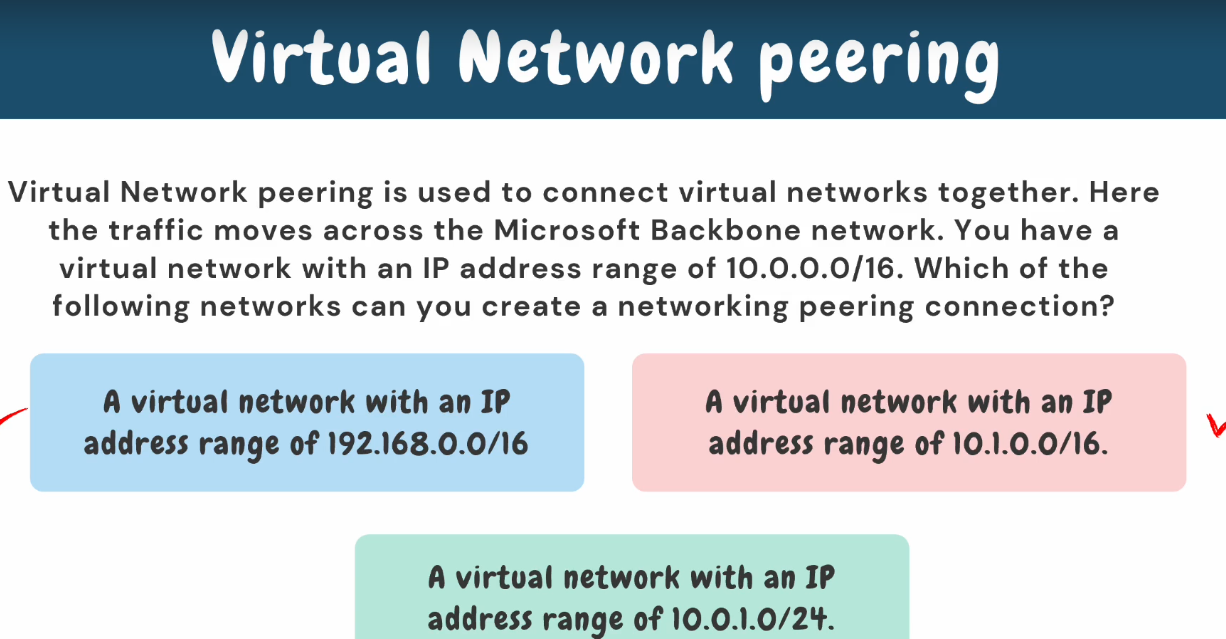 Virtual Network peering
Virtual Network peering is used to connect virtual networks together. Here
the traffic moves across the Microsoft Backbone network. You have a
virtual network with an IP address range of 10.0.0.0/16. Which of the
following networks can you create a networking peering connection?
A virtual network with an IP
address range of 192.168.0.0/16
A virtual network with an IP
address range of 10.1.0.0/16.
A virtual network with an IP
address range of 10.0.1.0/24.